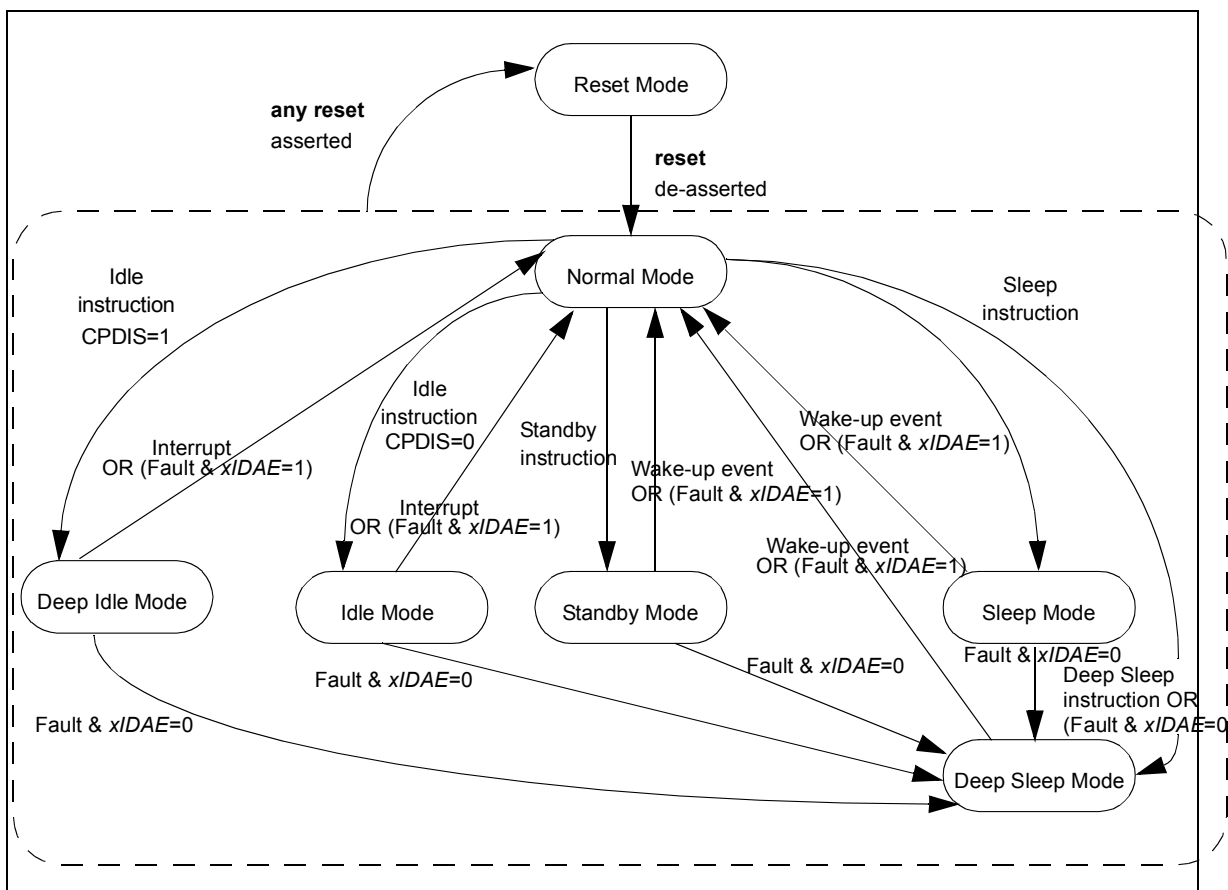 Reset Mode
any reset
asserted
reset
de-asserted
Normal Mode
Idle
instruction
CPDIS=1
Sleep
instruction
Idle
instruction
CPDIS=0
Standby
instruction
Interrupt
OR (Fault & xIDAE=1)
Wake-up event
OR (Fault & xIDAE=1)
Wake-up event
OR (Fault & xIDAE=1)
Interrupt
OR (Fault & xIDAE=1)
Wake-up event
OR (Fault & xIDAE=1)
Deep Idle Mode
Idle Mode
Standby Mode
Sleep Mode
Fault & xIDAE=0
Fault & xIDAE=0
Fault & xIDAE=0
Deep Sleep
instruction OR
(Fault & xIDAE=0
Fault & xIDAE=0
Deep Sleep Mode